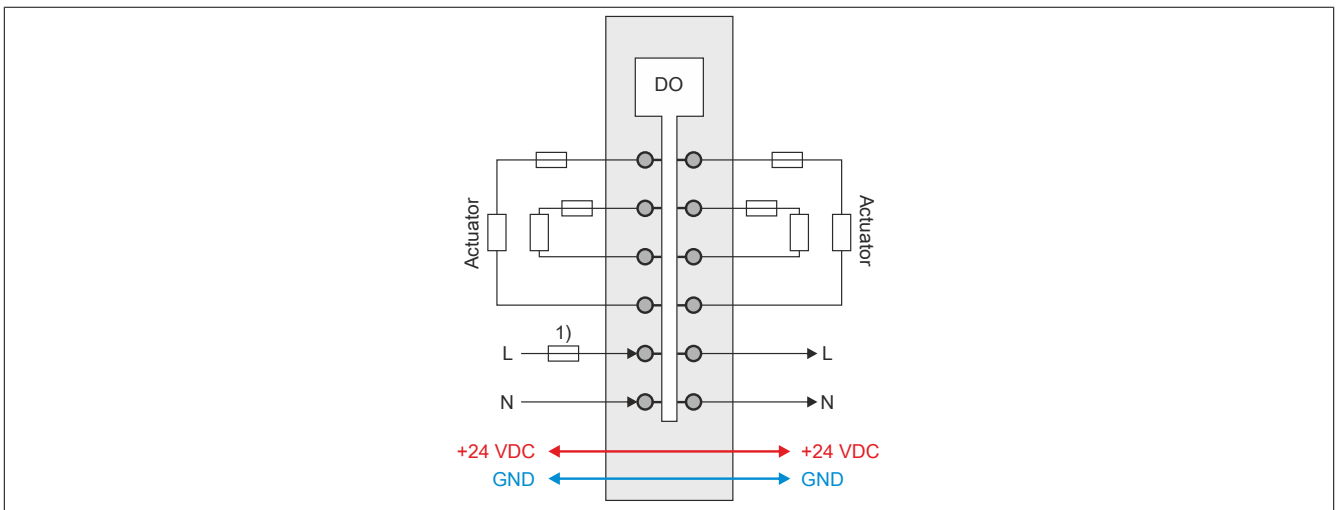 DO
Actuator
Actuator
1)
L
L
N
N
+24 VDC
+24 VDC
GND
GND